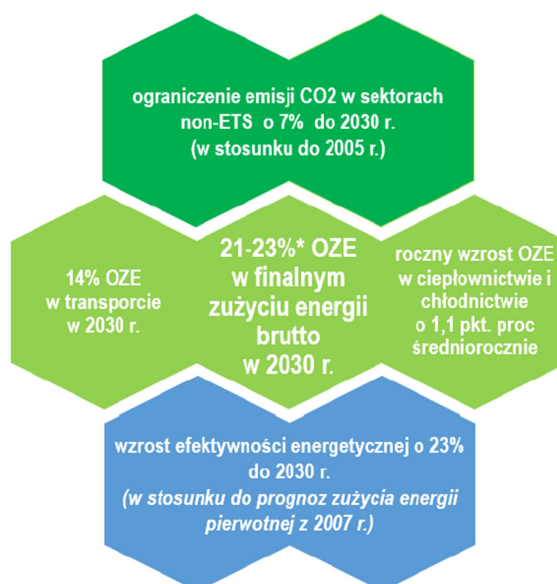 ograniczenie emisji CO2 w sektorach
non-ETS o 7% do 2030 r.
(w stosunku do 2005 r.)
14% OZE
w transporcie
w 2030 r.
21-23%* OZE
w finalnym
zużyciu energii
brutto
w 2030 r.
roczny wzrost OZE
w ciepłownictwie i
chłodnictwie
o 1,1 pkt. proc
średniorocznie
wzrost efektywności energetycznej o 23%
do 2030 r.
(w stosunku do prognoz zużycia energii
pierwotnej z 2007 r.)